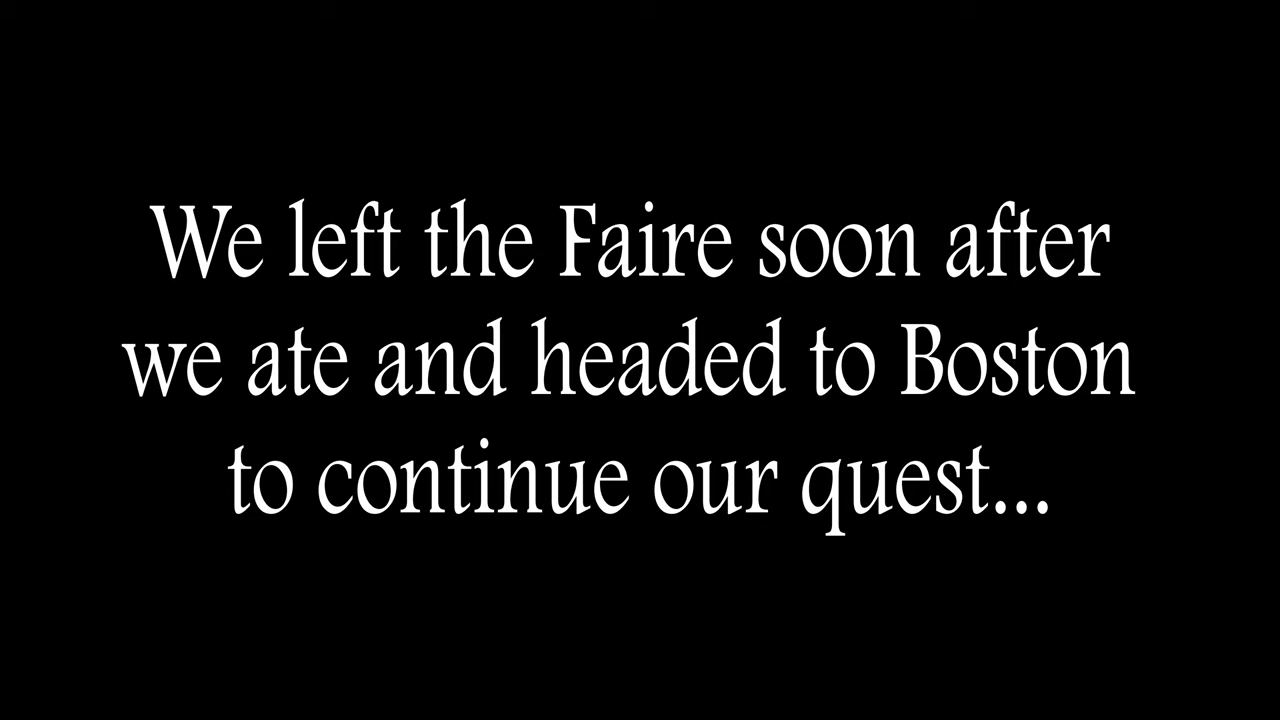 We left the Faire soon after
we ate and headed to Boston
to continue our quest...